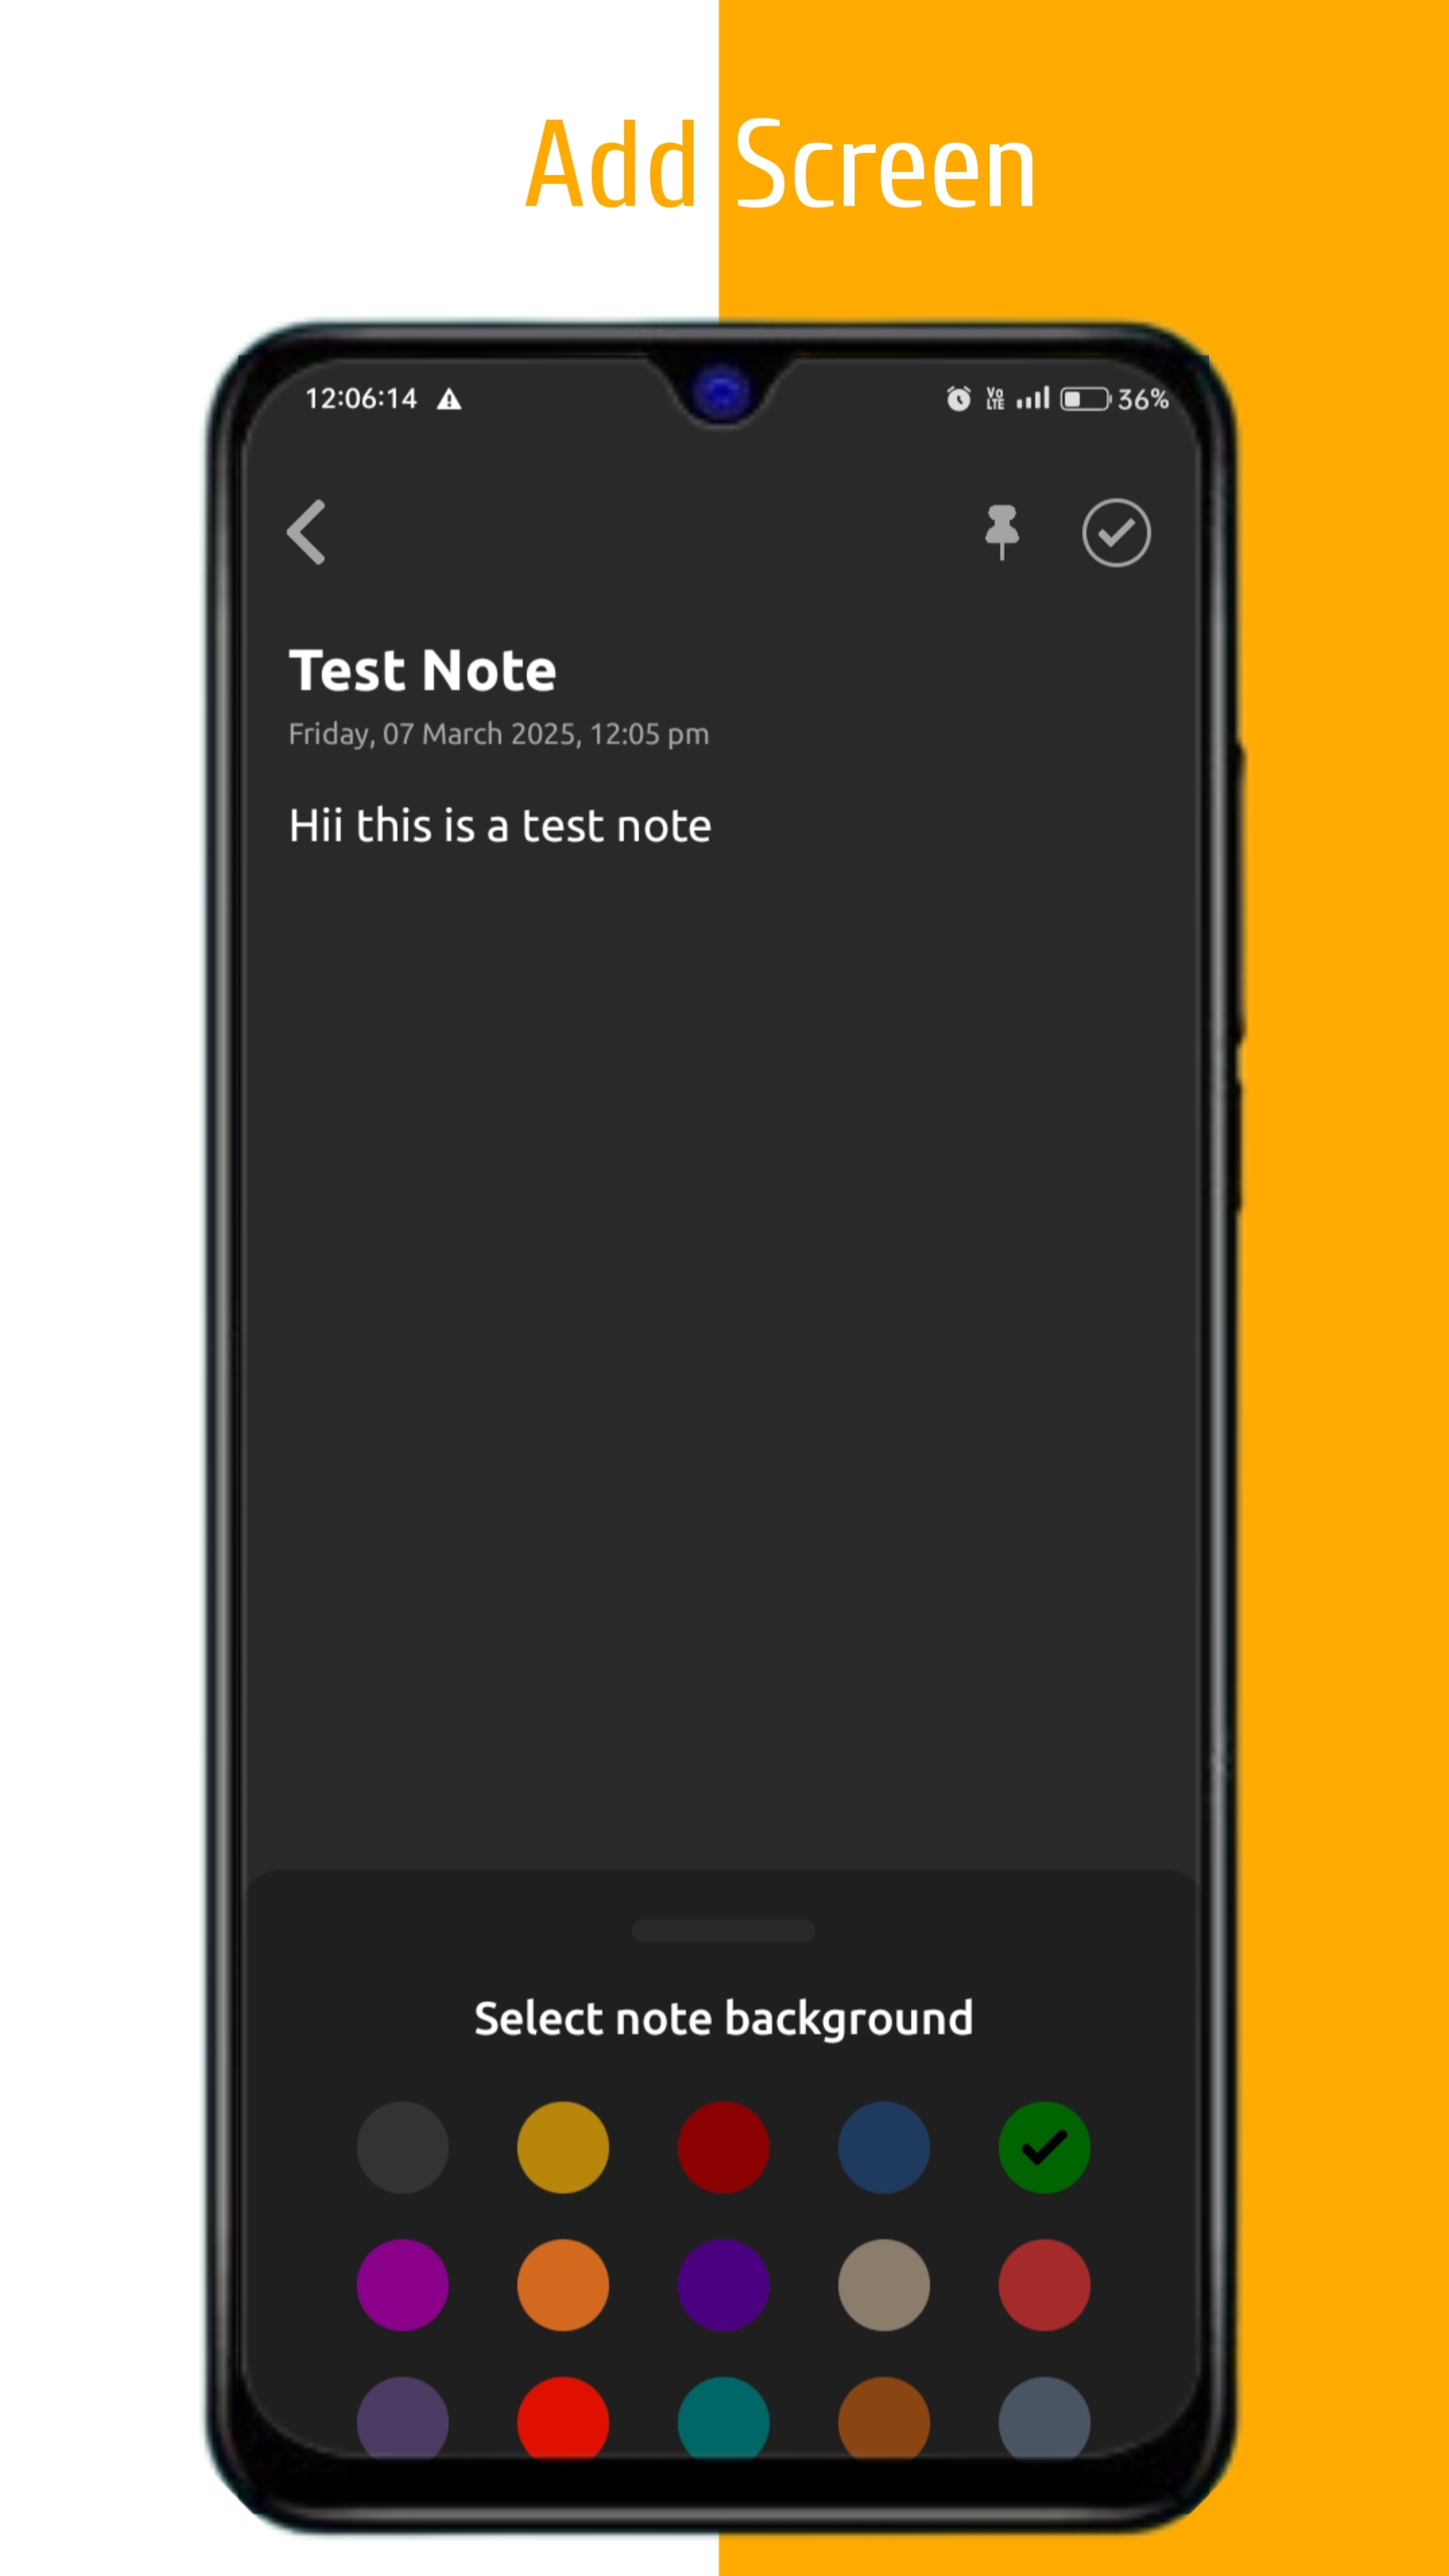 Add Screen
12:06:14
Vo LTE 36%
Test Note
Friday, 07 March 2025, 12:05 pm
Hii this is a test note
Select note background